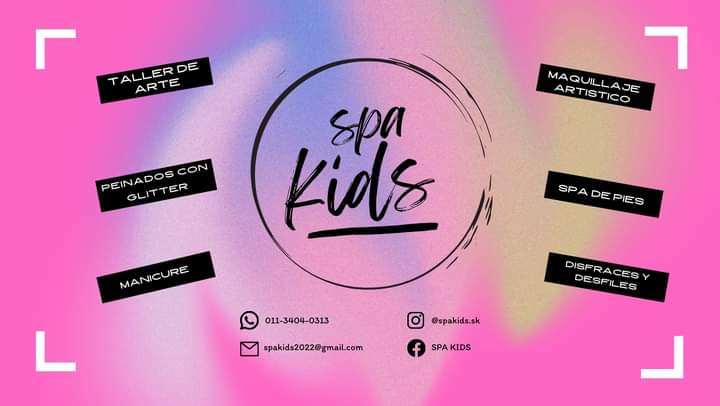 TALLER DE
ARTE
PEINADOS CON
GLITTER
MANICURE
spa
kids
MAQUILLAJE
ARTISTICO
SPA DE PIES
DISFRACES Y
DESFILES
011-3404-0313
spakids2022@gmail.com
@spakids.sk
SPA KIDS